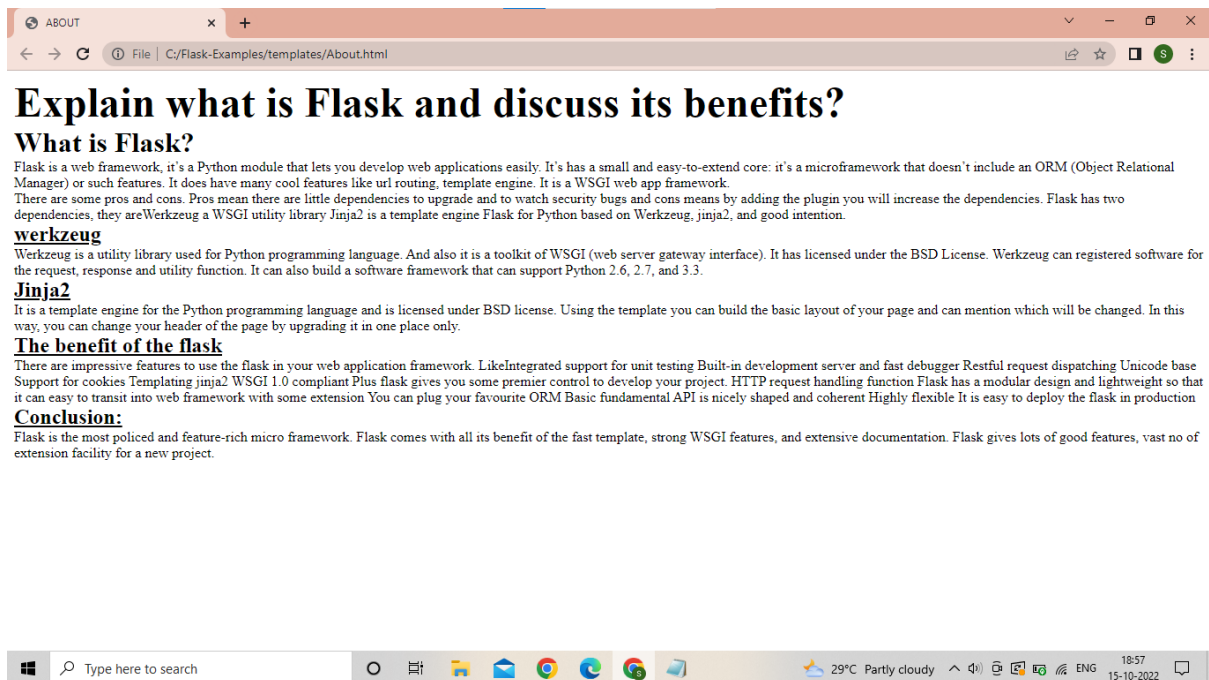 ABOUT
File | C:/Flask-Examples/templates/About.html
S
Explain what is Flask and discuss its benefits?
What is Flask?
Flask is a web framework, it’s a Python module that lets you develop web applications easily. It’s has a small and easy-to-extend core: it’s a microframework that doesn’t include an ORM (Object Relational
Manager) or such features. It does have many cool features like url routing, template engine. It is a WSGI web app framework.
There are some pros and cons. Pros mean there are little dependencies to upgrade and to watch security bugs and cons means by adding the plugin you will increase the dependencies. Flask has two
dependencies, they areWerkzeug a WSGI utility library Jinja2 is a template engine Flask for Python based on Werkzeug, jinja2, and good intention.
werkzeug
Werkzeug is a utility library used for Python programming language. And also it is a toolkit of WSGI (web server gateway interface). It has licensed under the BSD License. Werkzeug can registered software for
the request, response and utility function. It can also build a software framework that can support Python 2.6, 2.7, and 3.3.
Jinja2
It is a template engine for the Python programming language and is licensed under BSD license. Using the template you can build the basic layout of your page and can mention which will be changed. In this
way, you can change your header of the page by upgrading it in one place only.
The benefit of the flask
There are impressive features to use the flask in your web application framework. LikeIntegrated support for unit testing Built-in development server and fast debugger Restful request dispatching Unicode base
Support for cookies Templating jinja2 WSGI 1.0 compliant Plus flask gives you some premier control to develop your project. HTTP request handling function Flask has a modular design and lightweight so that
it can easy to transit into web framework with some extension You can plug your favourite ORM Basic fundamental API is nicely shaped and coherent Highly flexible It is easy to deploy the flask in production
Conclusion:
Flask is the most policed and feature-rich micro framework. Flask comes with all its benefit of the fast template, strong WSGI features, and extensive documentation. Flask gives lots of good features, vast no of
extension facility for a new project.
Type here to search
29°C Partly cloudy
ENG
18:57
15-10-2022